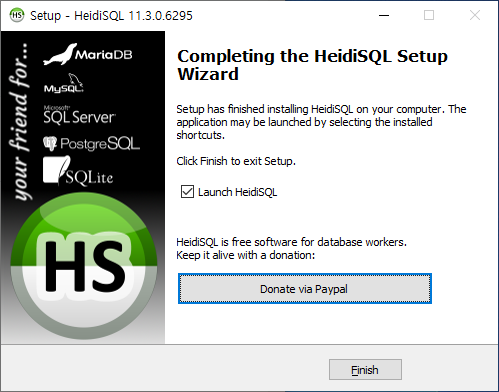 Setup - HeidiSQL 11.3.0.6295
your friend for...
MariaDB
MySQL
Microsoft
SQL Server
PostgreSQL
SQLite
HS
Completing the HeidiSQL Setup
Wizard
Setup has finished installing HeidiSQL on your computer. The
application may be launched by selecting the installed
shortcuts.
Click Finish to exit Setup.
Launch HeidiSQL
HeidiSQL is free software for database workers.
Keep it alive with a donation:
Donate via Paypal
Finish